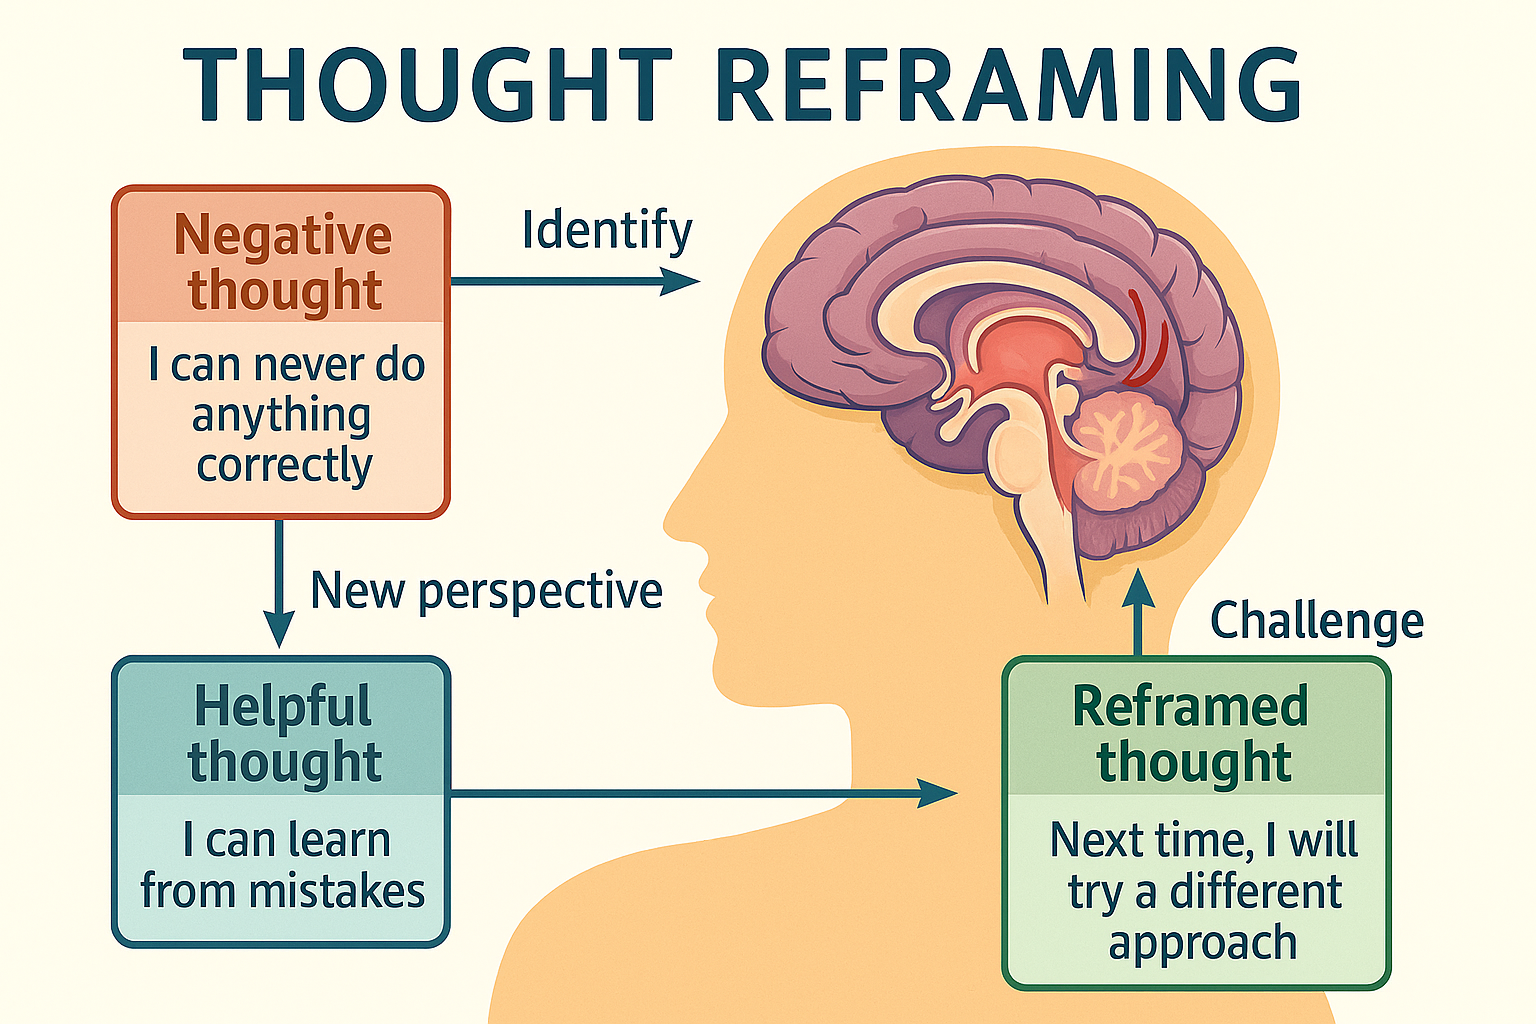 THOUGHT REFRAMING
Negative
thought
I can never do
anything
correctly
Identify
New perspective
Helpful
thought
I can learn
from mistakes
Challenge
Reframed
thought
Next time, I will
try a different
approach